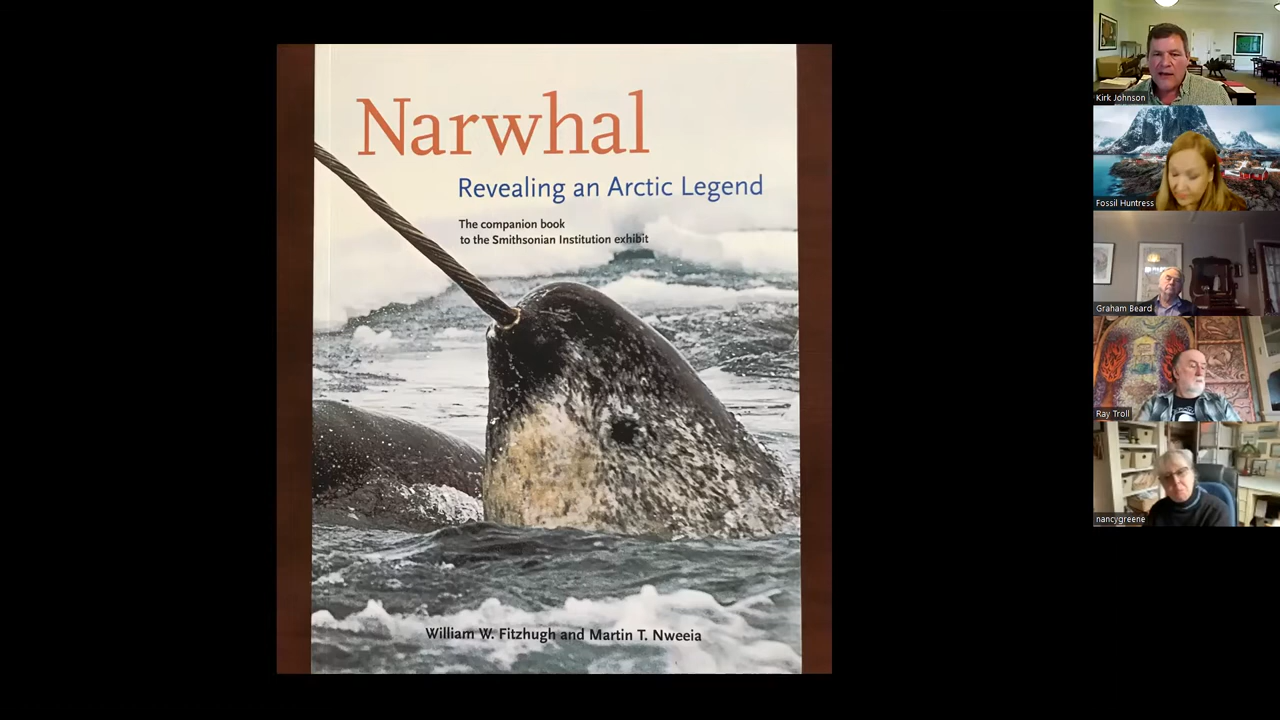 Narwhal
Revealing an Arctic Legend
The companion book
to the Smithsonian Institution exhibit
William W. Fitzhugh and Martin T. Nweeia
Kirk Johnson
Fossil Huntress
Graham Beard
Ray Troll
nancygreene